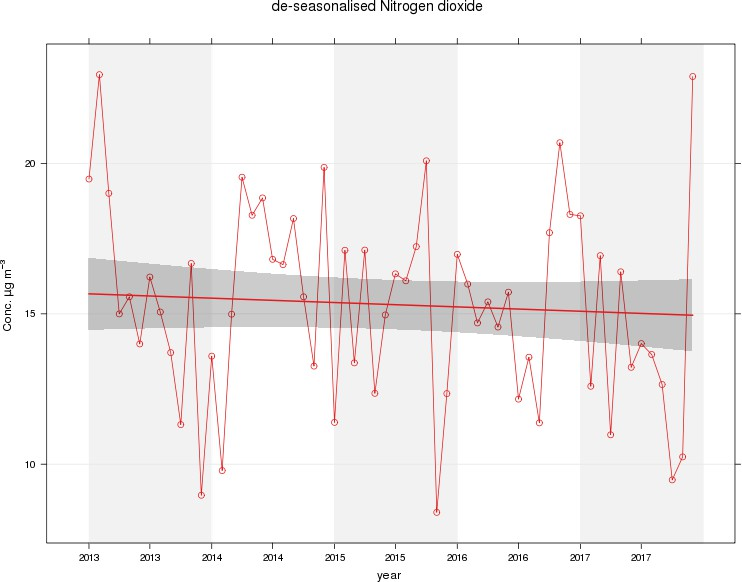 de-seasonalised Nitrogen dioxide
Conc. µg m⁻³
20
15
10
2013 2013 2014 2014 2015 2015 2016 2016 2017 2017
year